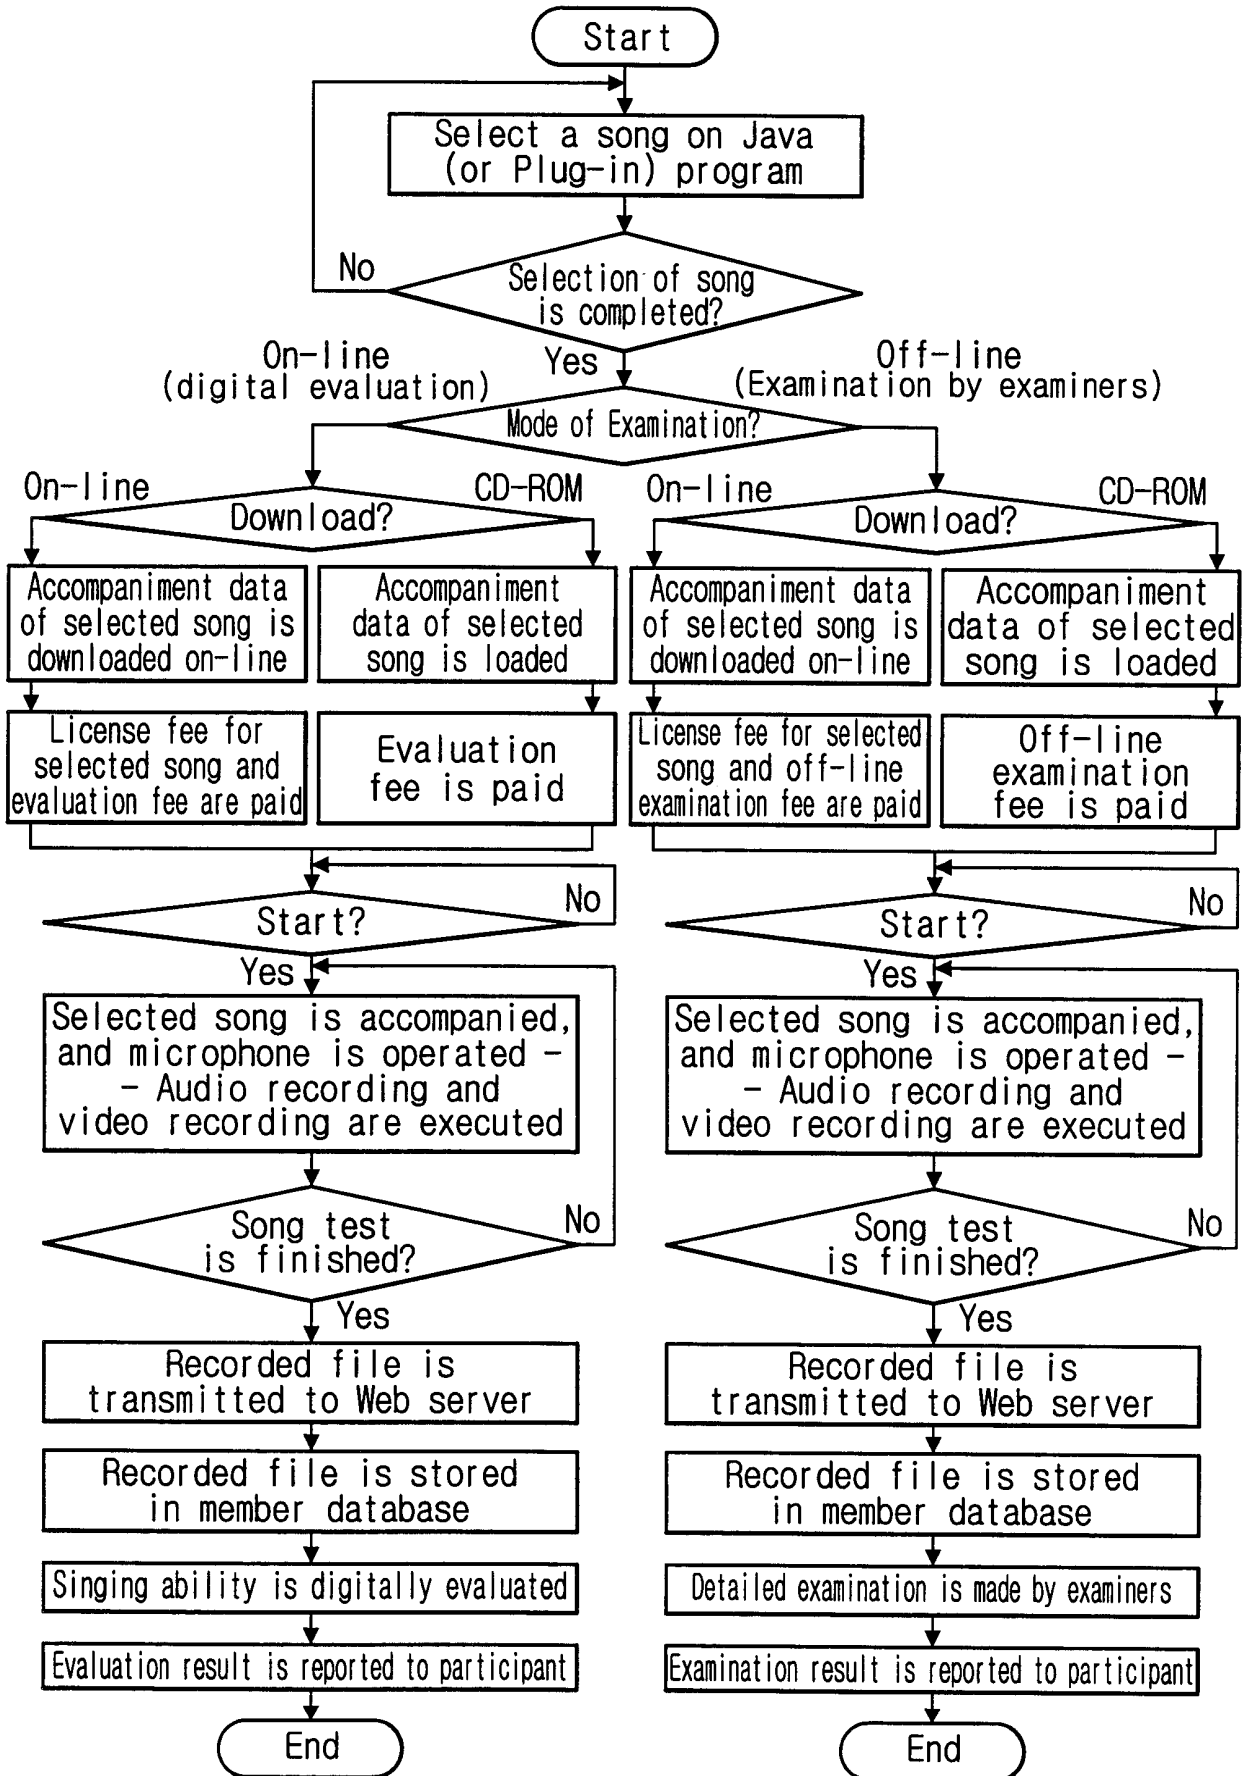 Start
Select a song on Java
(or Plug-in) program
No
Selection of song
is completed?
Yes
On-line
(digital evaluation)
Off-line
(Examination by examiners)
Mode of Examination?
On-line
CD-ROM
Download?
On-line
CD-ROM
Download?
Accompaniment data
of selected song is
downloaded on-line
Accompaniment
data of selected
song is loaded
Accompaniment data
of selected song is
downloaded on-line
Accompaniment
data of selected
song is loaded
License fee for
selected song and
evaluation fee are paid
Evaluation
fee is paid
License fee for selected
song and off-line
examination fee are paid
Off-line
examination
fee is paid
No
Start?
Yes
Selected song is accompanied,
and microphone is operated -
- Audio recording and
video recording are executed
Song test
is finished?
No
Yes
Recorded file is
transmitted to Web server
Recorded file is stored
in member database
Singing ability is digitally evaluated
Evaluation result is reported to participant
End
No
Start?
Yes
Selected song is accompanied,
and microphone is operated -
- Audio recording and
video recording are executed
Song test
is finished?
No
Yes
Recorded file is
transmitted to Web server
Recorded file is stored
in member database
Detailed examination is made by examiners
Examination result is reported to participant
End